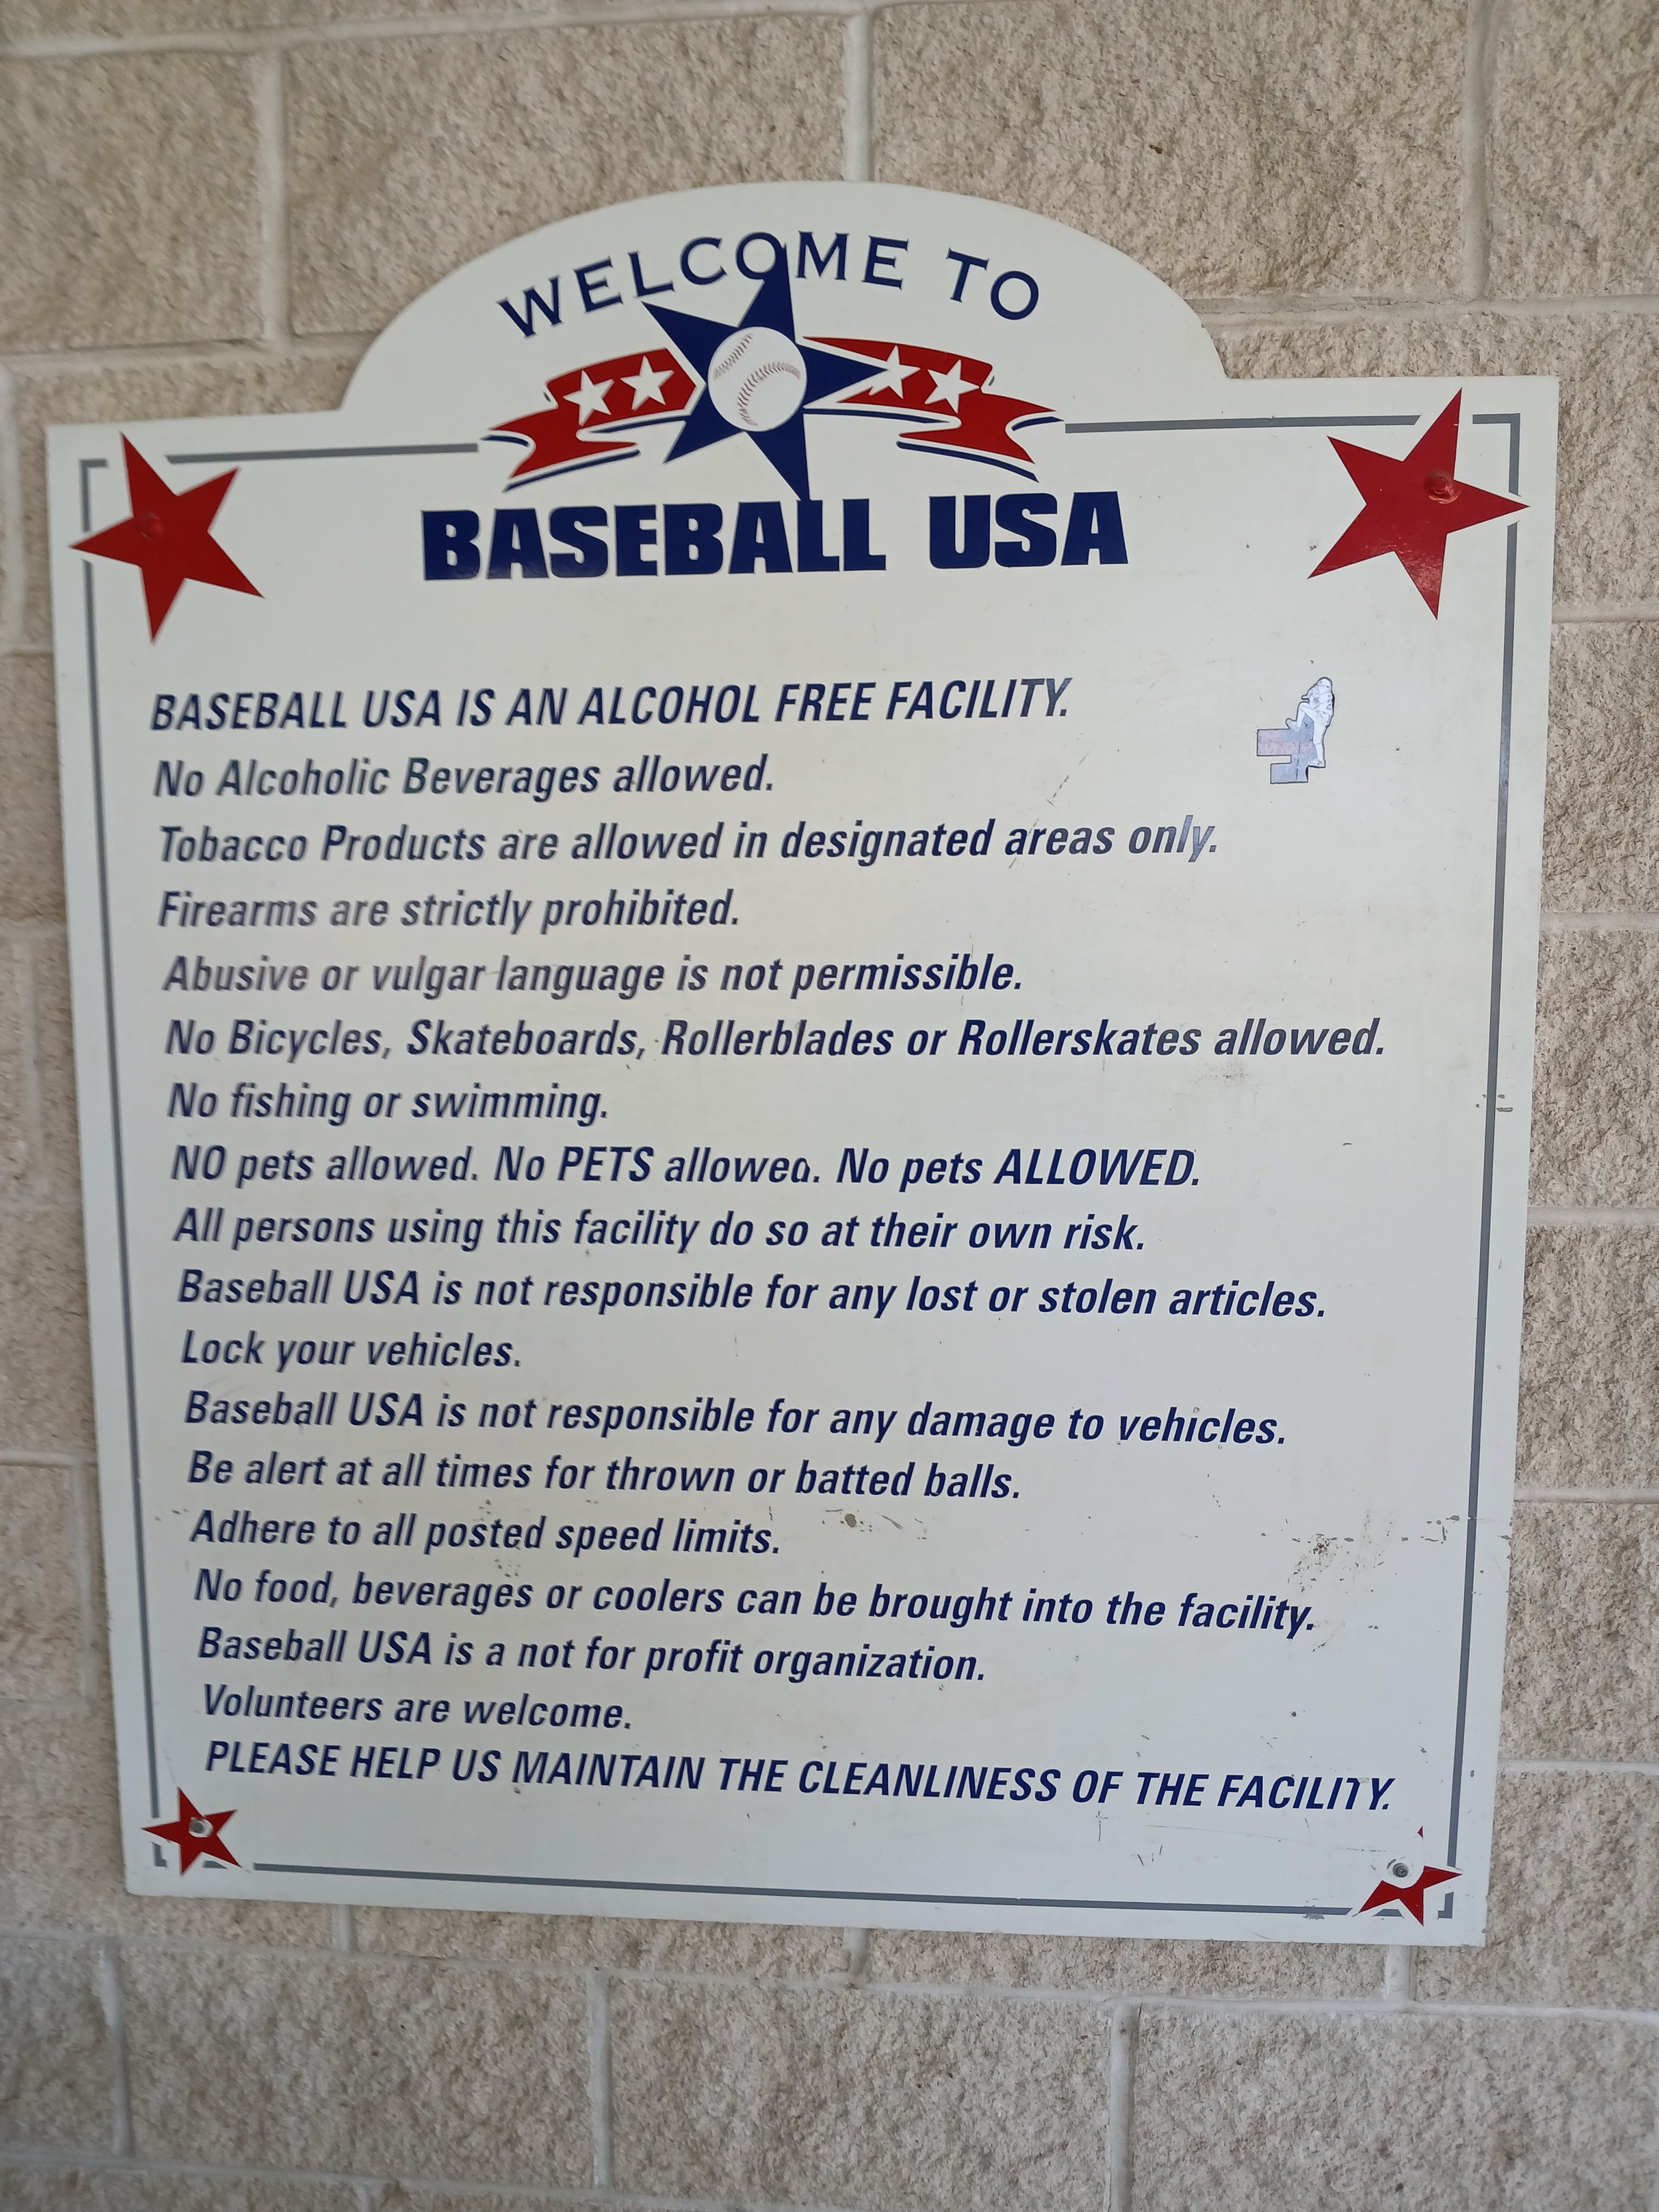 WELCOME TO
BASEBALL USA
BASEBALL USA IS AN ALCOHOL FREE FACILITY.
No Alcoholic Beverages allowed.
Tobacco Products are allowed in designated areas only.
Firearms are strictly prohibited.
Abusive or vulgar language is not permissible.
No Bicycles, Skateboards, Rollerblades or Rollerskates allowed.
No fishing or swimming.
NO pets allowed. No PETS allowed. No pets ALLOWED.
All persons using this facility do so at their own risk.
Baseball USA is not responsible for any lost or stolen articles.
Lock your vehicles.
Baseball USA is not responsible for any damage to vehicles.
Be alert at all times for thrown or batted balls.
Adhere to all posted speed limits.
No food, beverages or coolers can be brought into the facility.
Baseball USA is a not for profit organization.
Volunteers are welcome.
PLEASE HELP US MAINTAIN THE CLEANLINESS OF THE FACILITY.